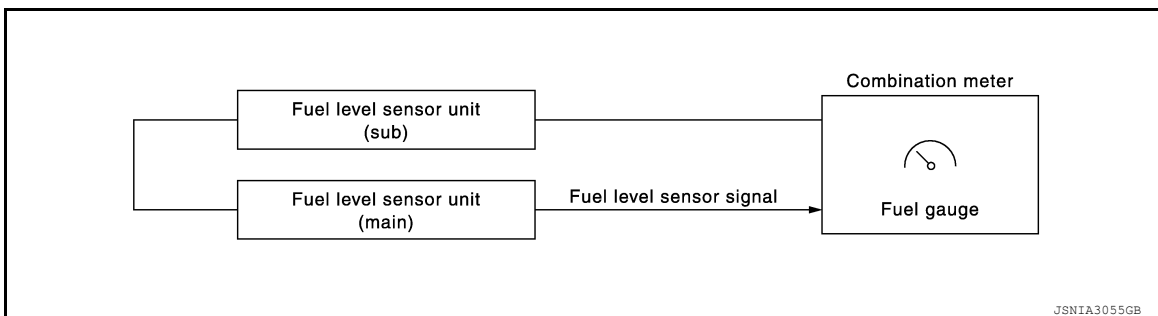 Combination meter
Fuel level sensor unit
(sub)
Fuel level sensor unit
(main)
Fuel level sensor signal
Fuel gauge
JSNIA3055GB